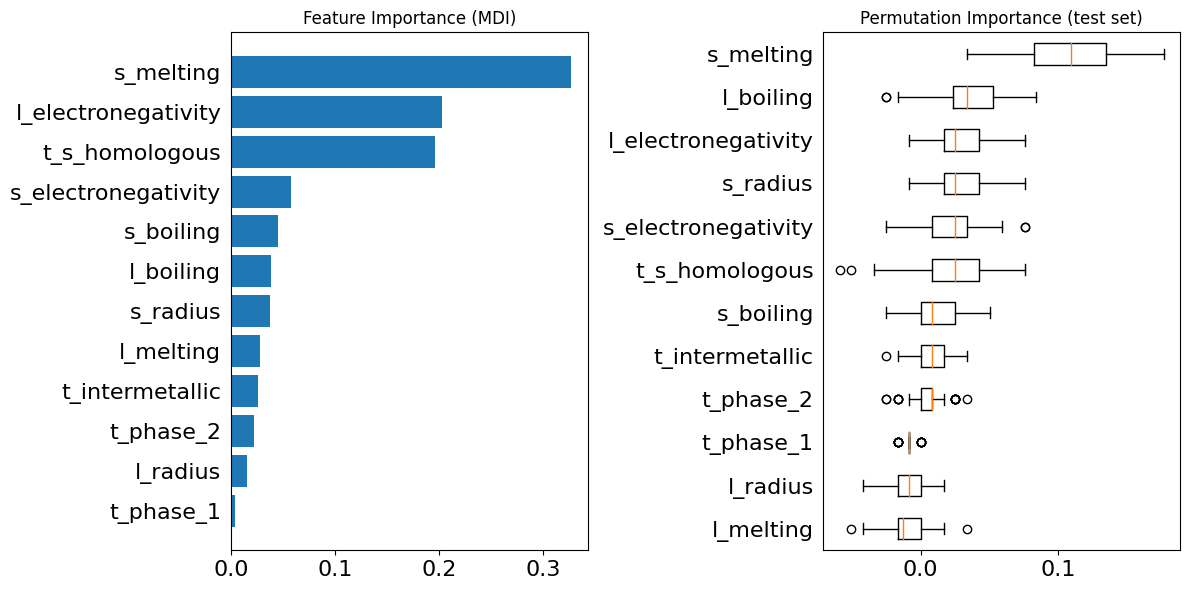 Feature Importance (MDI)
s_melting
l_electronegativity
t_s_homologous
s_electronegativity
s_boiling
l_boiling
s_radius
l_melting
t_intermetallic
t_phase_2
l_radius
t_phase_1
0.0 0.1 0.2 0.3
Permutation Importance (test set)
s_melting
l_boiling
l_electronegativity
s_radius
s_electronegativity
t_s_homologous
s_boiling
t_intermetallic
t_phase_2
t_phase_1
l_radius
l_melting
0.0 0.1